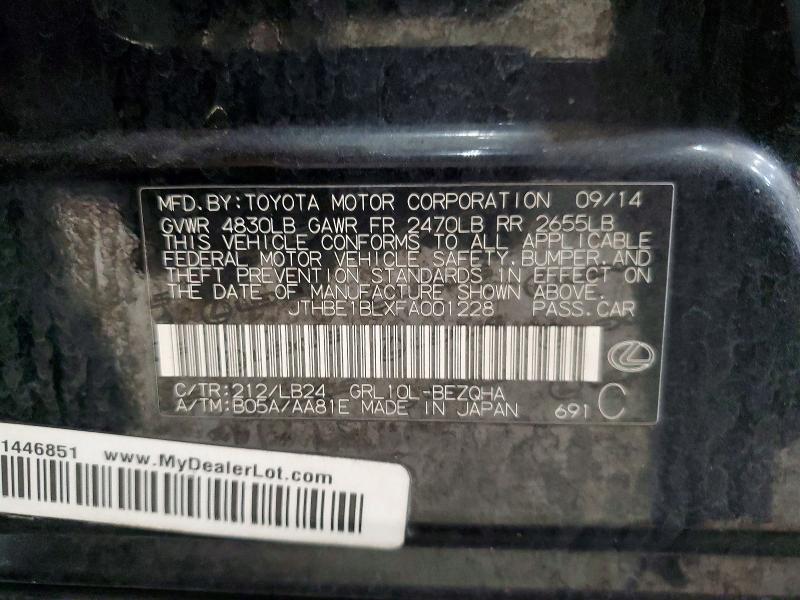 MFD.BY:TOYOTA MOTOR CORPORATION 09/14
GVWR 4830LB GAWR FR 2470LB RR 2655LB
THIS VEHICLE CONFORMS TO ALL APPLICABLE
FEDERAL MOTOR VEHICLE SAFETY,BUMPER,AND
THEFT PREVENTION STANDARDS IN EFFECT ON
THE DATE OF MANUFACTURE SHOWN ABOVE.
JTHBE1BLXFA001228 PASS.CAR
C/TR:212/LB24 GRL10L-BEZQHA
A/TM:B05A/AA81E MADE IN JAPAN 691 C
1446851 www.MyDealerLot.com